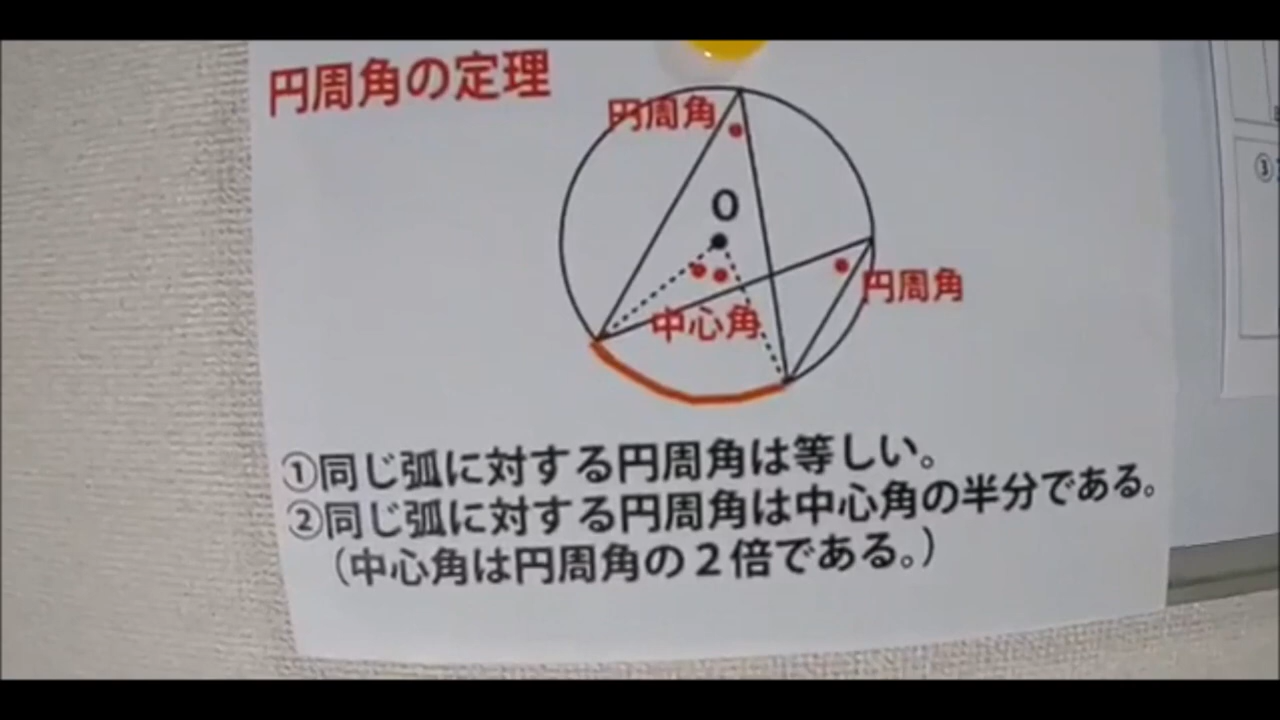 円周角の定理
円周角
O
円周角
中心角
①同じ弧に対する円周角は等しい。
②同じ弧に対する円周角は中心角の半分である。
(中心角は円周角の2倍である。)
③